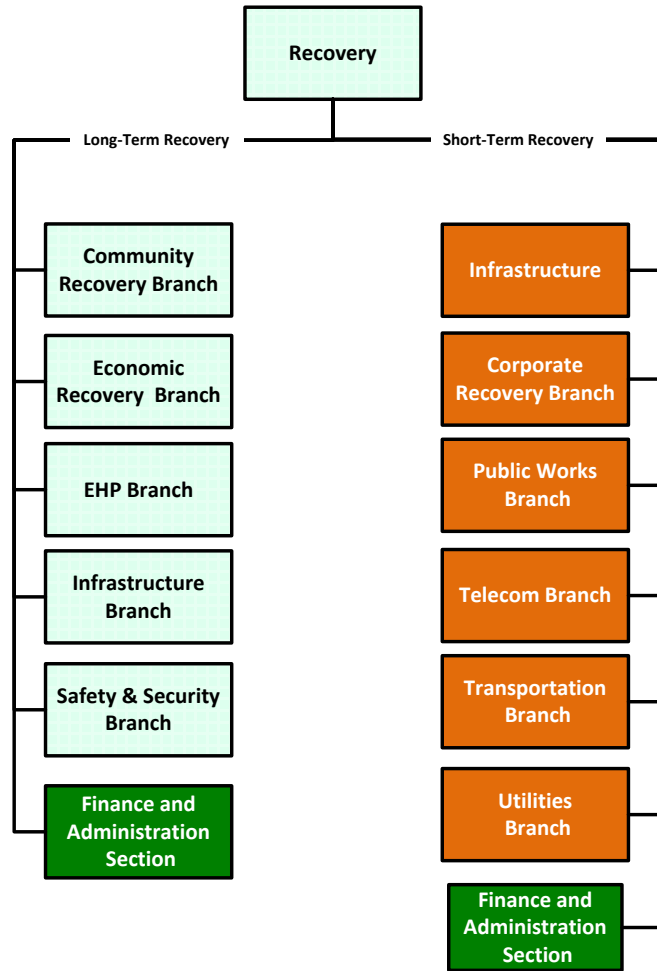 Recovery
Long-Term Recovery
Short-Term Recovery
Community
Recovery Branch
Economic
Recovery Branch
EHP Branch
Infrastructure
Branch
Safety & Security
Branch
Finance and
Administration
Section
Infrastructure
Corporate
Recovery Branch
Public Works
Branch
Telecom Branch
Transportation
Branch
Utilities
Branch
Finance and
Administration
Section